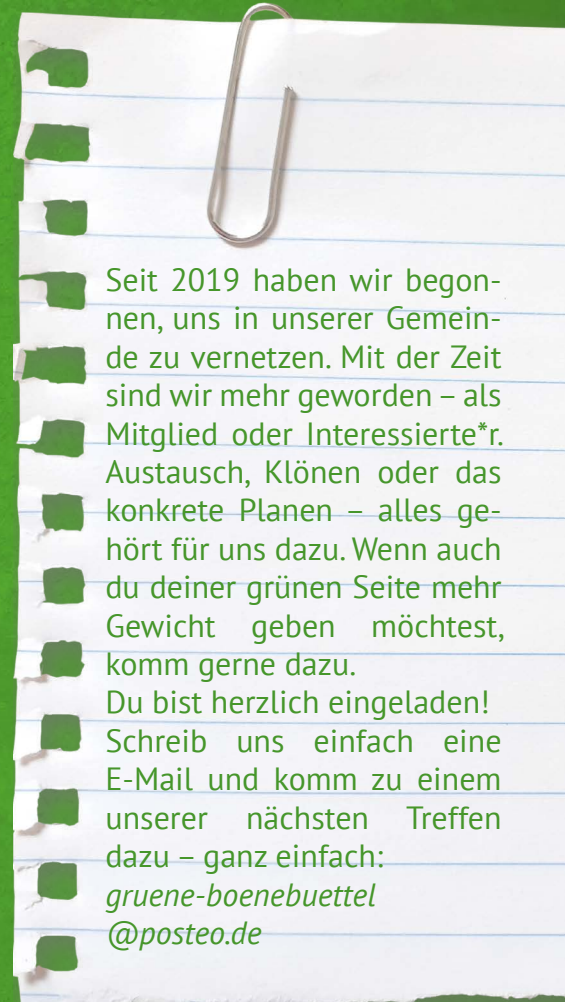 Seit 2019 haben wir begon-
nen, uns in unserer Gemein-
de zu vernetzen. Mit der Zeit
sind wir mehr geworden – als
Mitglied oder Interessierte*r.
Austausch, Klönen oder das
konkrete Planen – alles ge-
hört für uns dazu. Wenn auch
du deiner grünen Seite mehr
Gewicht geben möchtest,
komm gerne dazu.
Du bist herzlich eingeladen!
Schreib uns einfach eine
E-Mail und komm zu einem
unserer nächsten Treffen
dazu – ganz einfach:
gruene-boenebuettel
@posteo.de